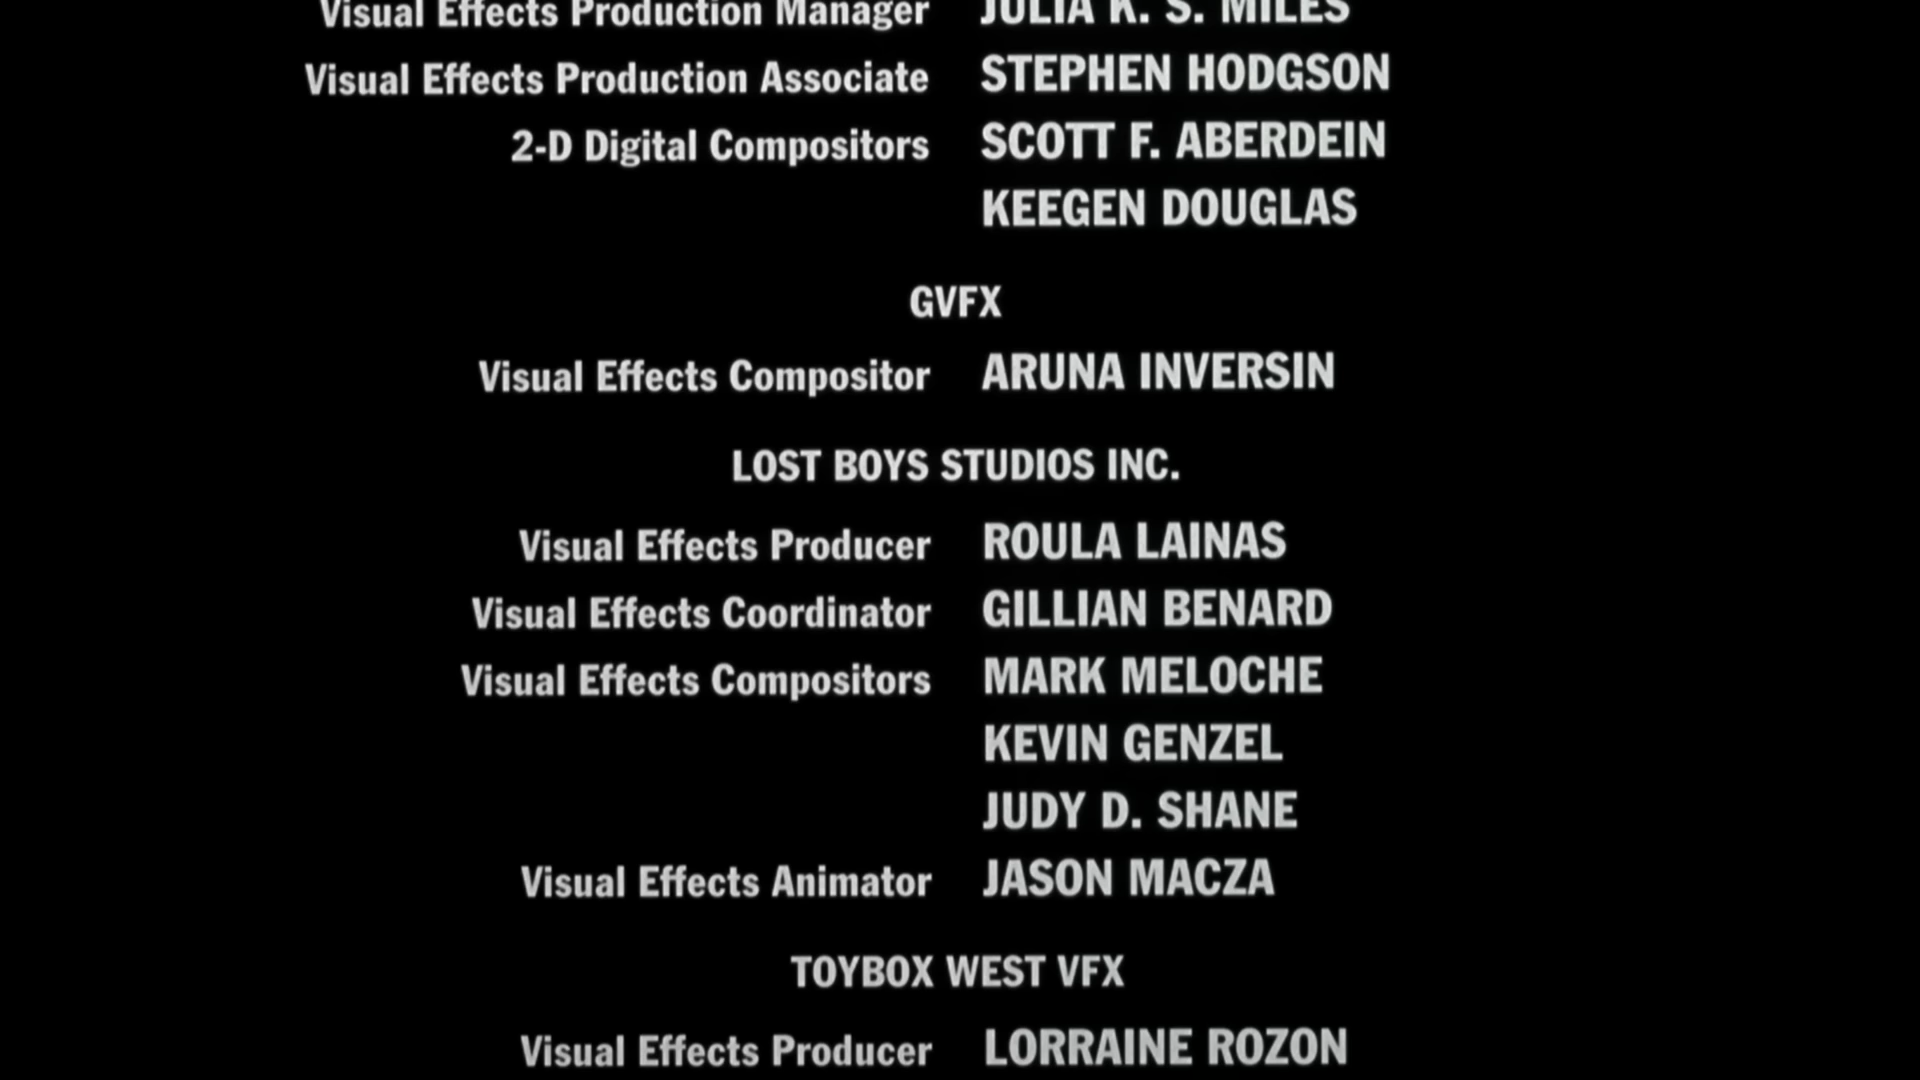 Visual Effects Production Manager JULIA K. S. MILES
Visual Effects Production Associate STEPHEN HODGSON
2-D Digital Compositors SCOTT F. ABERDEIN
KEEGEN DOUGLAS
GVFX
Visual Effects Compositor ARUNA INVERSIN
LOST BOYS STUDIOS INC.
Visual Effects Producer ROULA LAINAS
Visual Effects Coordinator GILLIAN BENARD
Visual Effects Compositors MARK MELOCHE
KEVIN GENZEL
JUDY D. SHANE
Visual Effects Animator JASON MACZA
TOYBOX WEST VFX
Visual Effects Producer LORRAINE ROZON